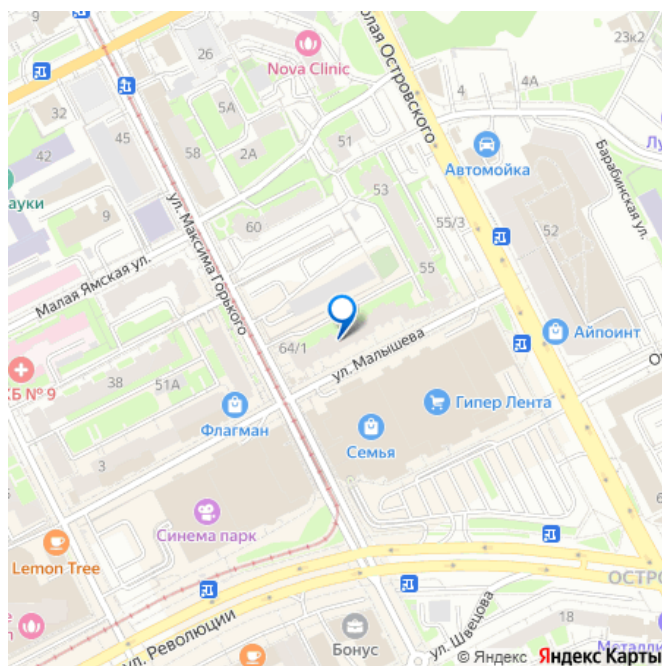 23к2
26
Nova Clinic
олая Островского
4
4А
32
5А
45
51
Лу
42
58
2А
Автомойка
Барабинская ул.
ауки
9
53
ул. Максима Горького
60
55/3
52
Малая Ямская ул.
55
64/1
ул. Малышева
Айпоинт
КБ № 9
38
51А
Гипер Лента
Флагман
Семья
3
Синема парк
6
Lemon Tree
ОСТРО
18
ул. Революции
Бонус
ул. Швецова
Металли
© Яндекс Яндекс Карты